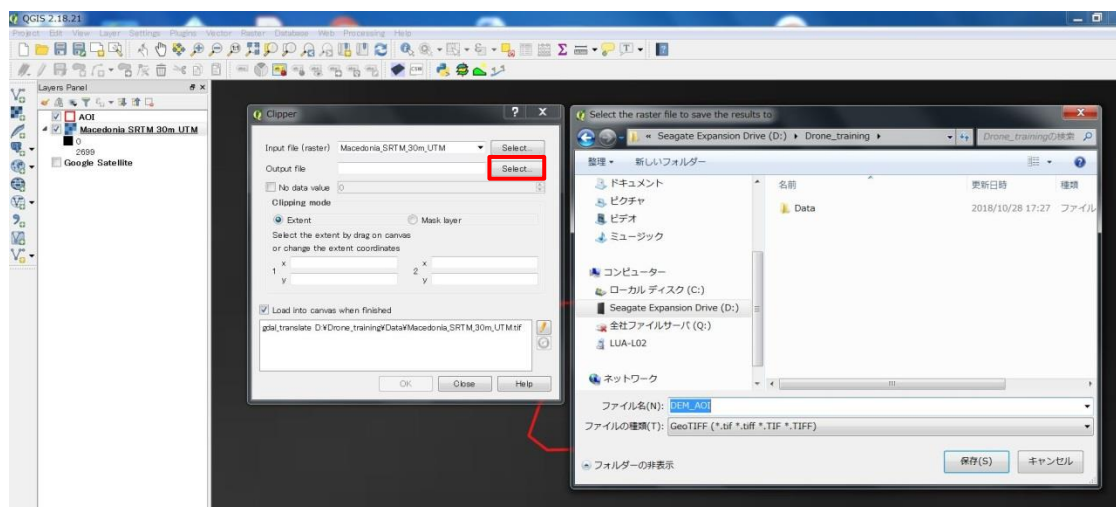 QGIS 2.18.21
Project Edit View Layer Settings Plugins Vector Raster Database Web Processing Help
Layers Panel
AOI
Macedonia SRTM 30m UTM
0
2699
Google Satellite
Clipper
Input file (raster) Macedonia_SRTM_30m_UTM Select...
Output file Select...
No data value 0
Clipping mode
Extent Mask layer
Select the extent by drag on canvas
or change the extent coordinates
x x
1 2
y y
Load into canvas when finished
gdal_translate D:¥Drone_training¥Data¥Macedonia_SRTM_30m_UTM.tif
OK Close Help
Select the raster file to save the results to
« Seagate Expansion Drive (D:) Drone_training Drone_trainingの検索
整理 新しいフォルダー
ドキュメント
ピクチャ
ビデオ
ミュージック
コンピューター
ローカル ディスク (C:)
Seagate Expansion Drive (D:)
全社ファイルサーバ (Q:)
LUA-L02
ネットワーク
名前 更新日時 種類
Data 2018/10/28 17:27 ファイル
ファイル名(N): DEM_AOI
ファイルの種類(T): GeoTIFF (*.tif *.tiff *.TIF *.TIFF)
フォルダーの非表示 保存(S) キャンセル